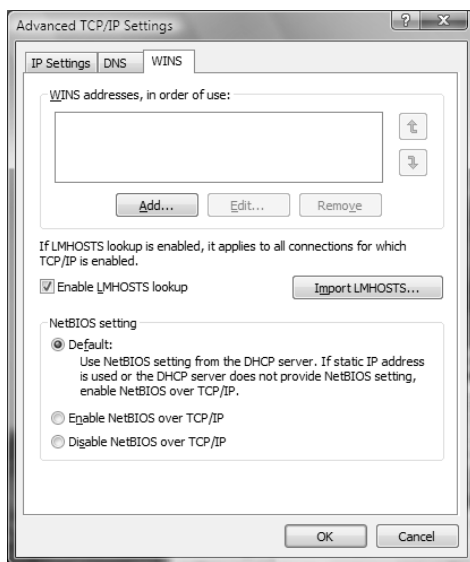 Advanced TCP/IP Settings
IP Settings DNS WINS
WINS addresses, in order of use:
Add... Edit... Remove
If LMHOSTS lookup is enabled, it applies to all connections for which
TCP/IP is enabled.
Enable LMHOSTS lookup Import LMHOSTS...
NetBIOS setting
Default:
Use NetBIOS setting from the DHCP server. If static IP address
is used or the DHCP server does not provide NetBIOS setting,
enable NetBIOS over TCP/IP.
Enable NetBIOS over TCP/IP
Disable NetBIOS over TCP/IP
OK Cancel